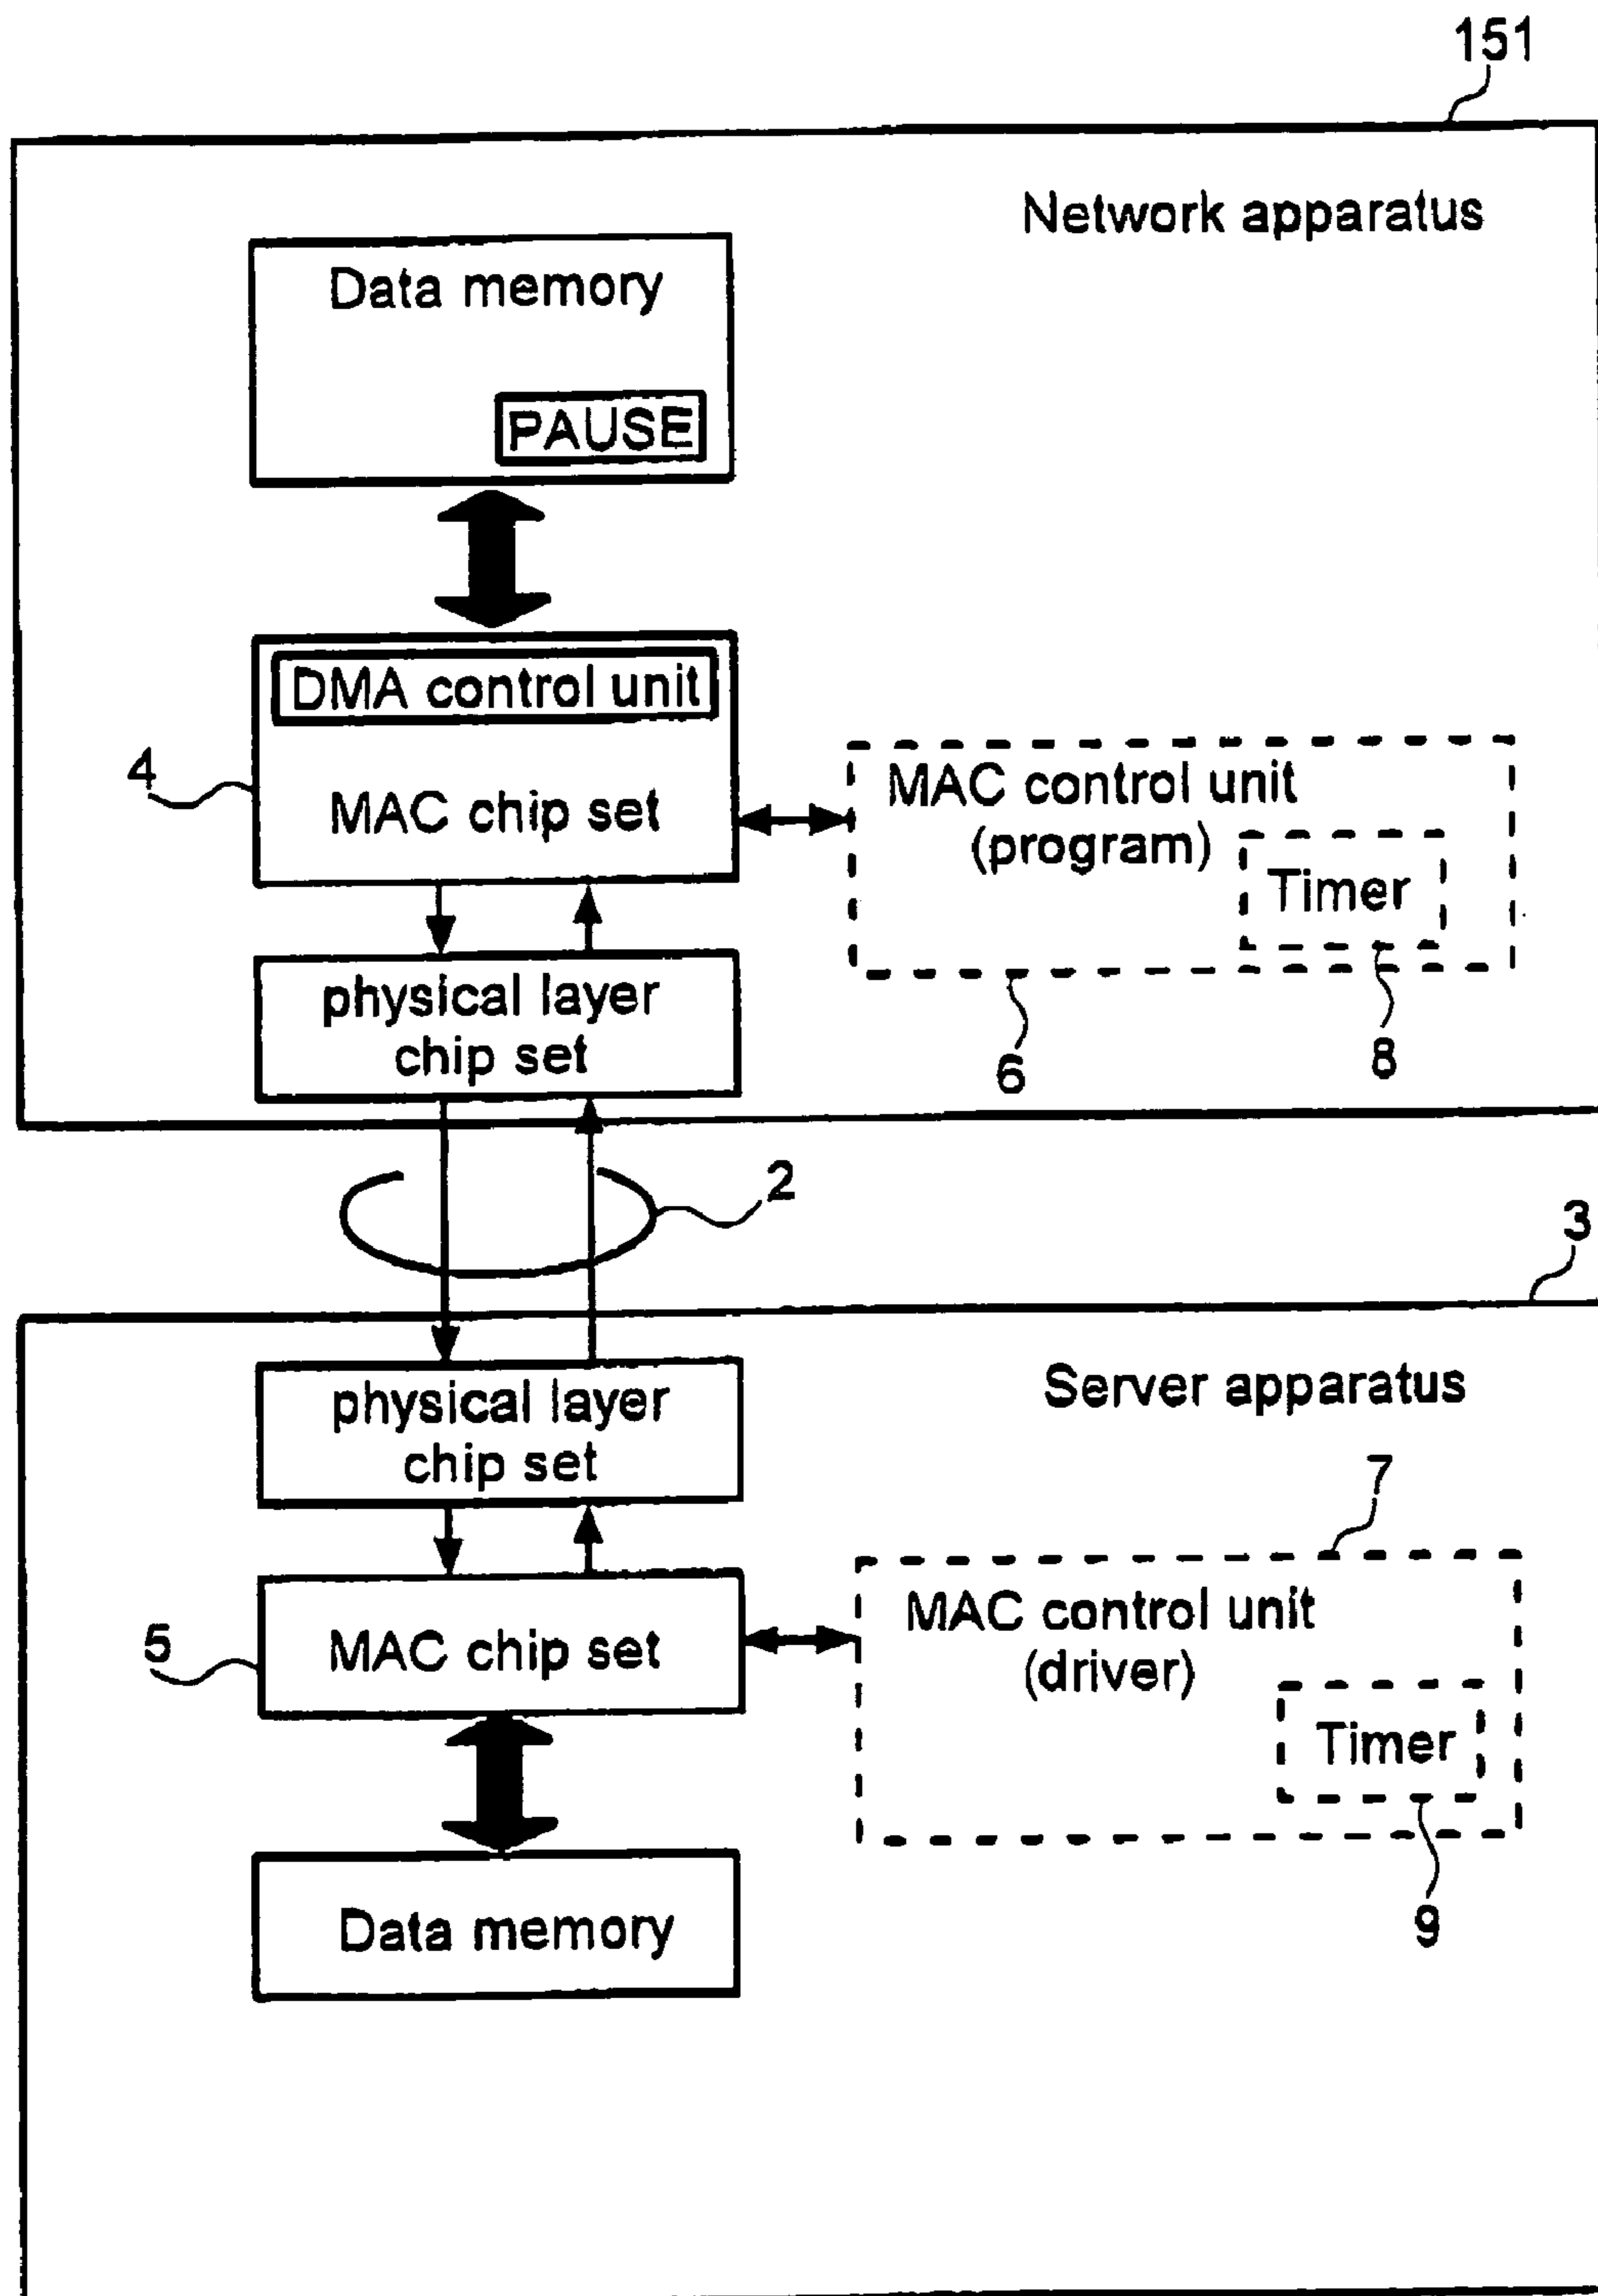 151
Network apparatus
Data memory
PAUSE
DMA control unit
4
MAC chip set
MAC control unit
(program)
Timer
physical layer
chip set
6
8
2
3
physical layer
chip set
Server apparatus
7
5
MAC chip set
MAC control unit
(driver)
Timer
Data memory
9